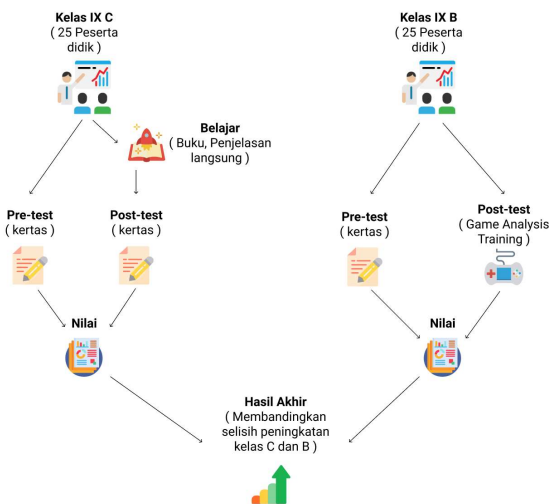 Kelas IX C
( 25 Peserta
didik )
Belajar
( Buku, Penjelasan
langsung )
Pre-test
( kertas )
Post-test
( kertas )
Nilai
Kelas IX B
( 25 Peserta
didik )
Pre-test
( kertas )
Post-test
( Game Analysis
Training )
Nilai
Hasil Akhir
( Membandingkan
selisih peningkatan
kelas C dan B )